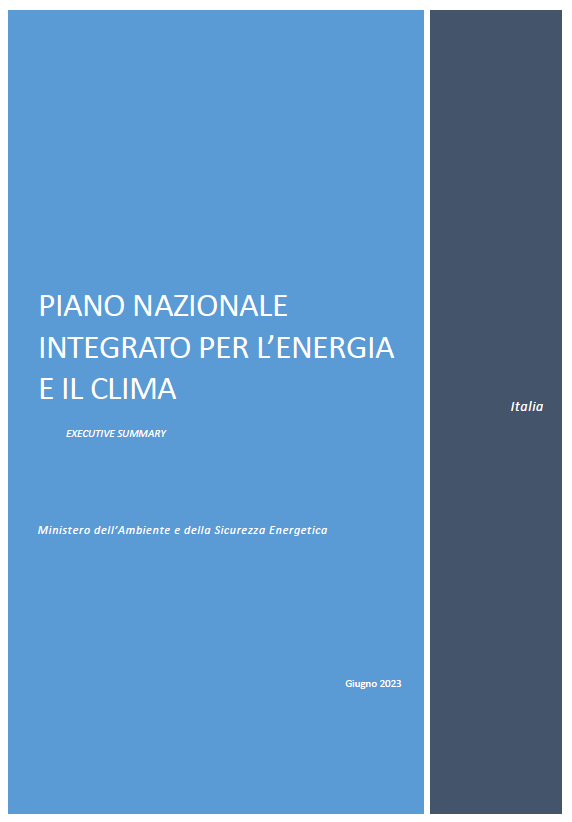 PIANO NAZIONALE
INTEGRATO PER L’ENERGIA
E IL CLIMA
EXECUTIVE SUMMARY
Italia
Ministero dell’Ambiente e della Sicurezza Energetica
Giugno 2023